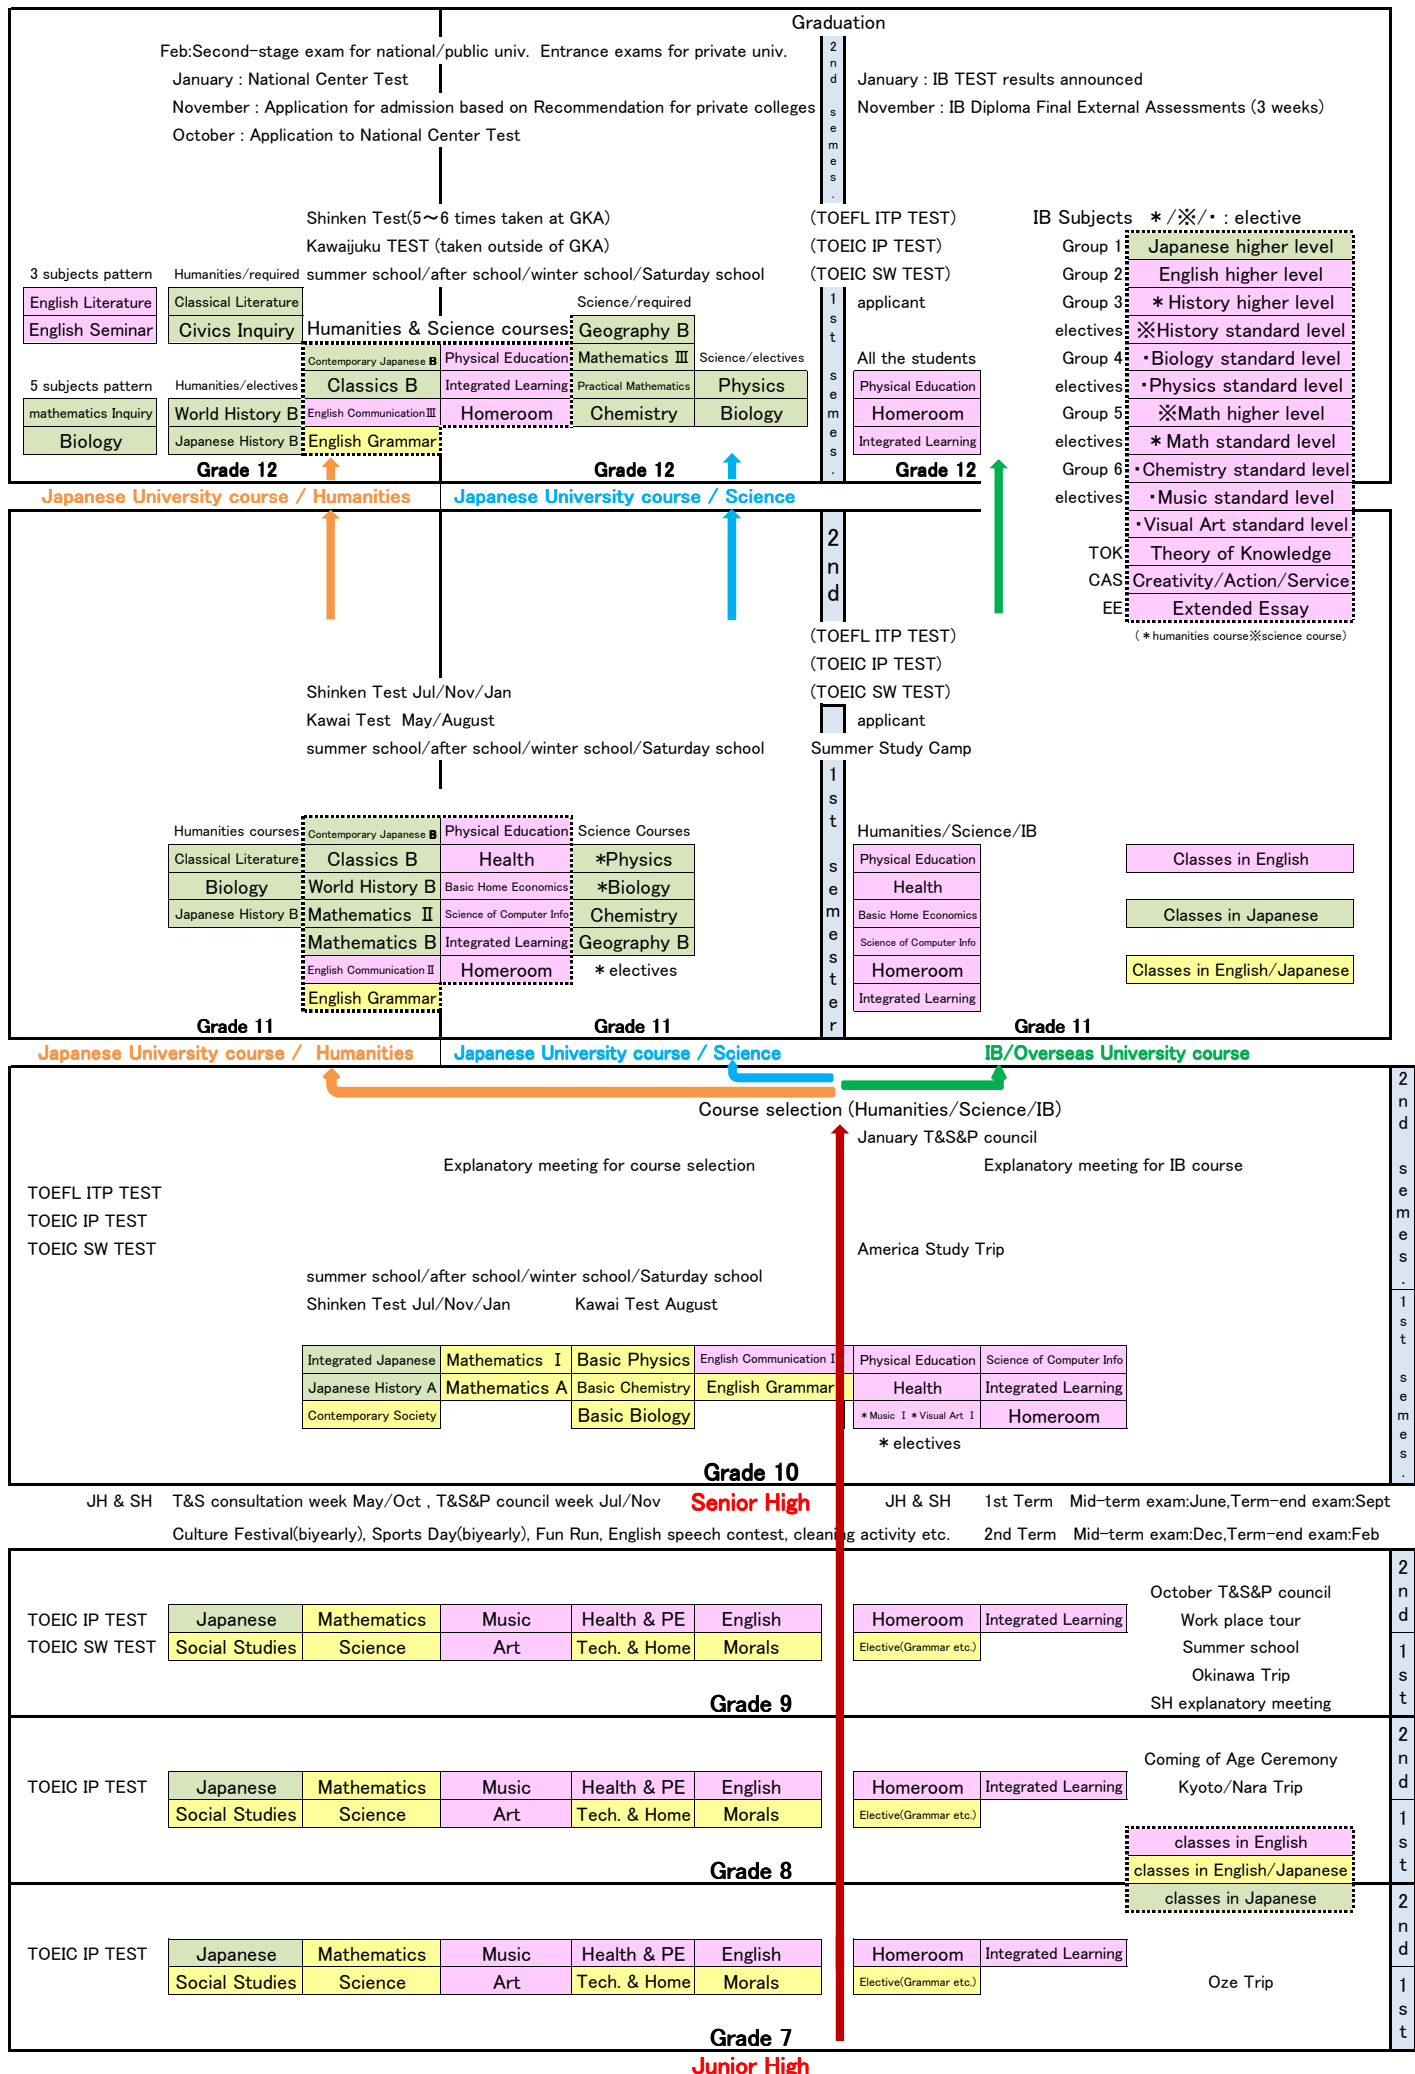 Graduation
Feb:Second-stage exam for national/public univ. Entrance exams for private univ.
January : National Center Test
November : Application for admission based on Recommendation for private colleges
October : Application to National Center Test
2nd semes.
January : IB TEST results announced
November : IB Diploma Final External Assessments (3 weeks)
Shinken Test(5～6 times taken at GKA)
Kawaijuku TEST (taken outside of GKA)
summer school/after school/winter school/Saturday school
(TOEFL ITP TEST)
(TOEIC IP TEST)
(TOEIC SW TEST)
applicant
1st semes.
3 subjects pattern
English Literature
English Seminar
5 subjects pattern
mathematics Inquiry
Biology
Humanities/required
Classical Literature
Civics Inquiry
Humanities/electives
World History B
Japanese History B
Humanities & Science courses
Contemporary Japanese B
Physical Education
Classics B
Integrated Learning
English Communication Ⅲ
Homeroom
English Grammar
Science/required
Geography B
Mathematics Ⅲ
Practical Mathematics
Chemistry
Science/electives
Physics
Biology
All the students
Physical Education
Homeroom
Integrated Learning
IB Subjects ＊/※/・ : elective
Group 1 Japanese higher level
Group 2 English higher level
Group 3 ＊History higher level
electives ※History standard level
Group 4 ・Biology standard level
electives ・Physics standard level
Group 5 ※Math higher level
electives ＊Math standard level
Group 6 ・Chemistry standard level
electives ・Music standard level
・Visual Art standard level
TOK Theory of Knowledge
CAS Creativity/Action/Service
EE Extended Essay
(＊humanities course※science course)
Grade 12
Grade 12
Grade 12
Japanese University course / Humanities
Japanese University course / Science
2nd
(TOEFL ITP TEST)
(TOEIC IP TEST)
(TOEIC SW TEST)
applicant
Summer Study Camp
Shinken Test Jul/Nov/Jan
Kawai Test May/August
summer school/after school/winter school/Saturday school
1st semester
Humanities courses
Classical Literature
Biology
Japanese History B
Contemporary Japanese B
Physical Education
Classics B
Health
World History B
Basic Home Economics
Mathematics Ⅱ
Science of Computer Info
Mathematics B
Integrated Learning
English Communication Ⅱ
Homeroom
English Grammar
Science Courses
*Physics
*Biology
Chemistry
Geography B
＊electives
Humanities/Science/IB
Physical Education
Health
Basic Home Economics
Science of Computer Info
Homeroom
Integrated Learning
Classes in English
Classes in Japanese
Classes in English/Japanese
Grade 11
Grade 11
Grade 11
Japanese University course / Humanities
Japanese University course / Science
IB/Overseas University course
Course selection (Humanities/Science/IB)
January T&S&P council
Explanatory meeting for course selection
Explanatory meeting for IB course
2nd semes.
TOEFL ITP TEST
TOEIC IP TEST
TOEIC SW TEST
America Study Trip
summer school/after school/winter school/Saturday school
Shinken Test Jul/Nov/Jan
Kawai Test August
1st semes.
Integrated Japanese
Mathematics Ⅰ
Basic Physics
English Communication I
Physical Education
Science of Computer Info
Japanese History A
Mathematics A
Basic Chemistry
English Grammar
Health
Integrated Learning
Contemporary Society
Basic Biology
＊Music Ⅰ ＊Visual Art Ⅰ
Homeroom
＊electives
Grade 10
Senior High
JH & SH T&S consultation week May/Oct , T&S&P council week Jul/Nov
Culture Festival(biyearly), Sports Day(biyearly), Fun Run, English speech contest, cleaning activity etc.
JH & SH 1st Term Mid-term exam:June,Term-end exam:Sept
2nd Term Mid-term exam:Dec,Term-end exam:Feb
2nd
1st
TOEIC IP TEST
TOEIC SW TEST
Japanese
Mathematics
Music
Health & PE
English
Homeroom
Integrated Learning
Social Studies
Science
Art
Tech. & Home
Morals
Elective(Grammar etc.)
October T&S&P council
Work place tour
Summer school
Okinawa Trip
SH explanatory meeting
Grade 9
2nd
1st
TOEIC IP TEST
Japanese
Mathematics
Music
Health & PE
English
Homeroom
Integrated Learning
Social Studies
Science
Art
Tech. & Home
Morals
Elective(Grammar etc.)
Coming of Age Ceremony
Kyoto/Nara Trip
classes in English
classes in English/Japanese
classes in Japanese
Grade 8
2nd
1st
TOEIC IP TEST
Japanese
Mathematics
Music
Health & PE
English
Homeroom
Integrated Learning
Social Studies
Science
Art
Tech. & Home
Morals
Elective(Grammar etc.)
Oze Trip
Grade 7
Junior High